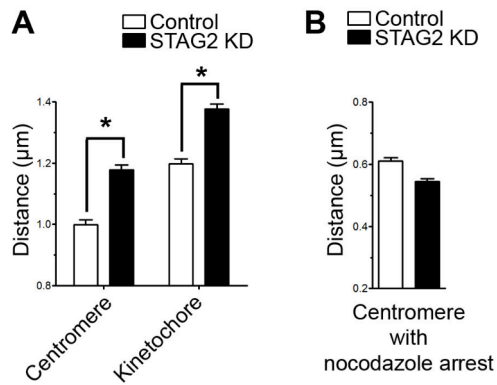 A
Control
STAG2 KD
Distance (μm)
1.4
1.2
1.0
0.8
*
*
Centromere
Kinetochore
B
Control
STAG2 KD
Distance (μm)
0.8
0.6
0.4
0.2
Centromere
with
nocodazole arrest